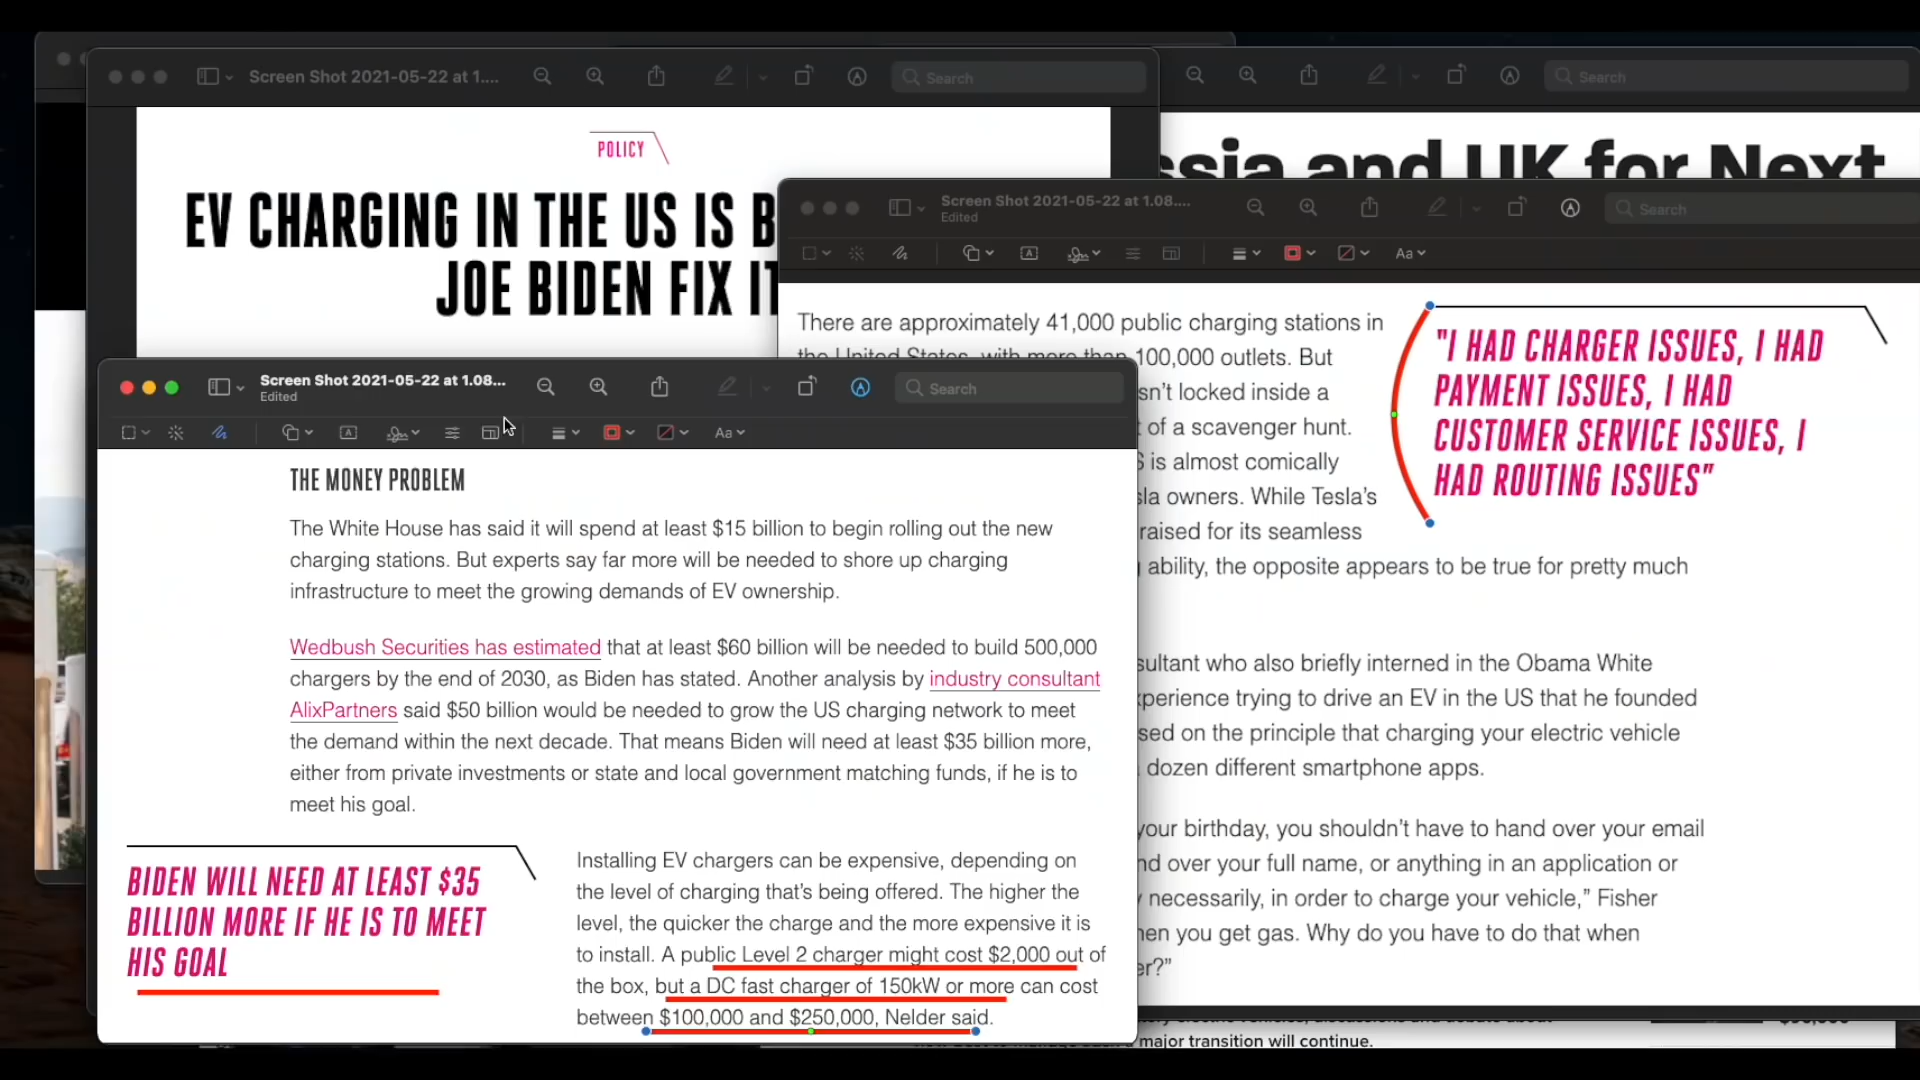 Screen Shot 2021-05-22 at 1....
Search
Search
POLICY
EV CHARGING IN THE US IS B
JOE BIDEN FIX IT
ssia and UK for Next
Screen Shot 2021-05-22 at 1.08....
Edited
Search
Aa
There are approximately 41,000 public charging stations in
the United States, with more than 100,000 outlets. But
sn't locked inside a
t of a scavenger hunt.
S is almost comically
sla owners. While Tesla's
raised for its seamless
g ability, the opposite appears to be true for pretty much
"I HAD CHARGER ISSUES, I HAD
PAYMENT ISSUES, I HAD
CUSTOMER SERVICE ISSUES, I
HAD ROUTING ISSUES"
sultant who also briefly interned in the Obama White
xperience trying to drive an EV in the US that he founded
sed on the principle that charging your electric vehicle
dozen different smartphone apps.
your birthday, you shouldn't have to hand over your email
nd over your full name, or anything in an application or
necessarily, in order to charge your vehicle," Fisher
hen you get gas. Why do you have to do that when
er?"
Screen Shot 2021-05-22 at 1.08...
Edited
Search
Aa
THE MONEY PROBLEM
The White House has said it will spend at least $15 billion to begin rolling out the new
charging stations. But experts say far more will be needed to shore up charging
infrastructure to meet the growing demands of EV ownership.
Wedbush Securities has estimated that at least $60 billion will be needed to build 500,000
chargers by the end of 2030, as Biden has stated. Another analysis by industry consultant
AlixPartners said $50 billion would be needed to grow the US charging network to meet
the demand within the next decade. That means Biden will need at least $35 billion more,
either from private investments or state and local government matching funds, if he is to
meet his goal.
BIDEN WILL NEED AT LEAST $35
BILLION MORE IF HE IS TO MEET
HIS GOAL
Installing EV chargers can be expensive, depending on
the level of charging that's being offered. The higher the
level, the quicker the charge and the more expensive it is
to install. A public Level 2 charger might cost $2,000 out of
the box, but a DC fast charger of 150kW or more can cost
between $100,000 and $250,000, Nelder said.
major transition will continue.